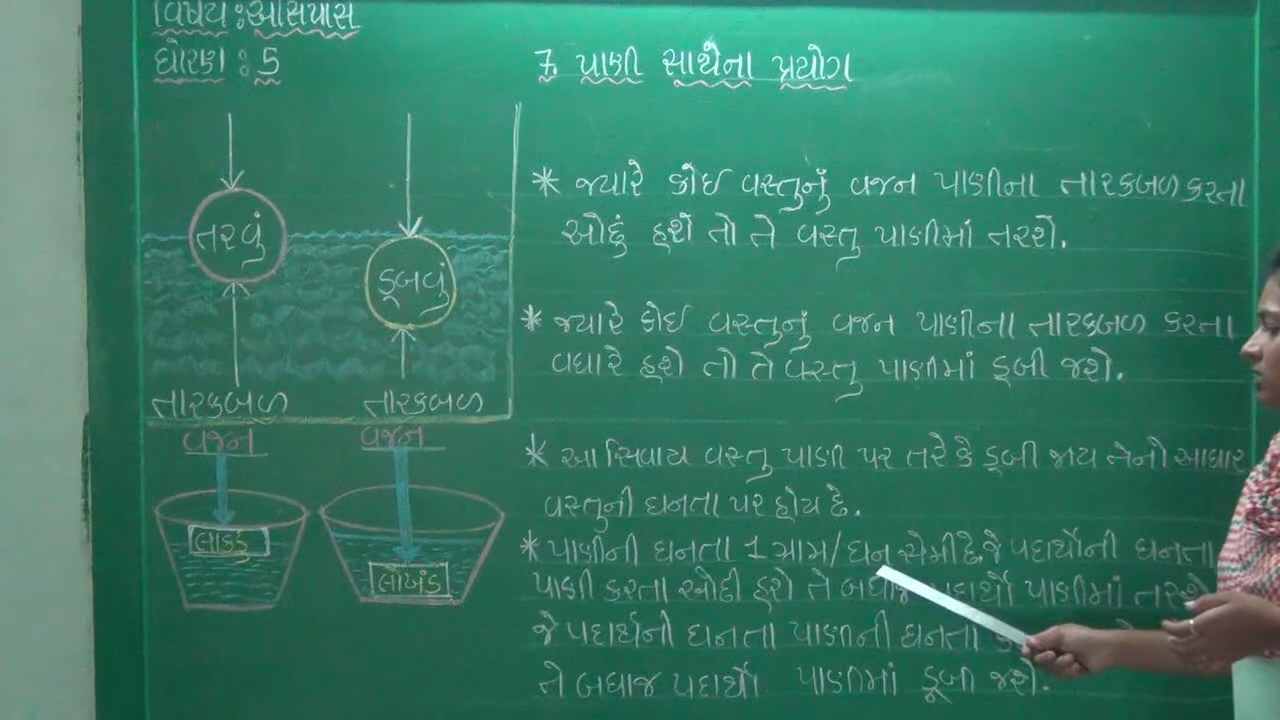 વિષય : આસપાસ
ધોરણ : 5
7. પાણી સાથેના પ્રયોગ
તરવું
ડૂબવું
તારકબળ તારકબળ
વજન વજન
લાકડું
લોખંડ
* જ્યારે કોઈ વસ્તુનું વજન પાણીના તારકબળ કરતા
ઓછું હશે તો તે વસ્તુ પાણીમાં તરશે.
* જ્યારે કોઈ વસ્તુનું વજન પાણીના તારકબળ કરતા
વધારે હશે તો તે વસ્તુ પાણીમાં ડૂબી જશે.
* આ સિવાય વસ્તુ પાણી પર તરે કે ડૂબી જાય તેનો આધાર
વસ્તુની ઘનતા પર હોય છે.
* પાણીની ઘનતા 1 ગ્રામ/ઘન સેમી છે. જે પદાર્થોની ઘનતા
પાણી કરતા ઓછી હશે તે બધાજ પદાર્થો પાણીમાં તરશે
જે પદાર્થની ઘનતા પાણીની ઘનતા
તે બધાજ પદાર્થો પાણીમાં ડૂબી જશે.